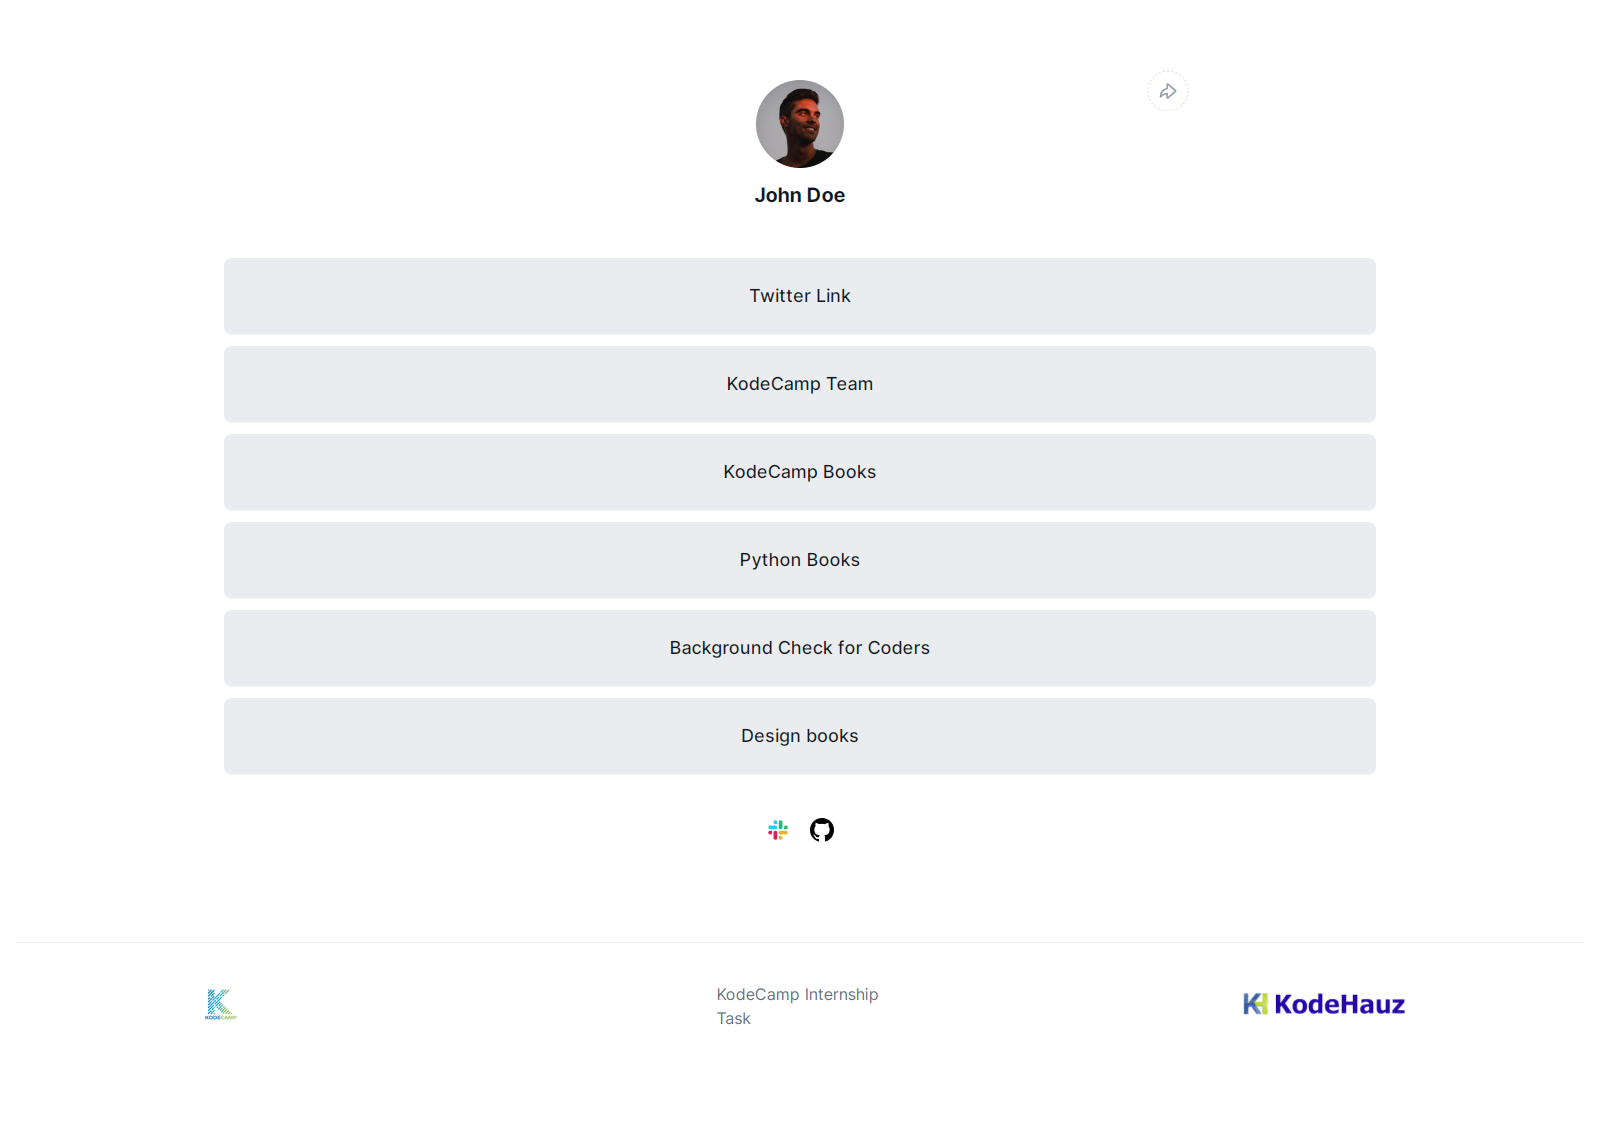 John Doe
Twitter Link
KodeCamp Team
KodeCamp Books
Python Books
Background Check for Coders
Design books
KODECAMP
KodeCamp Internship
Task
KodeHauz